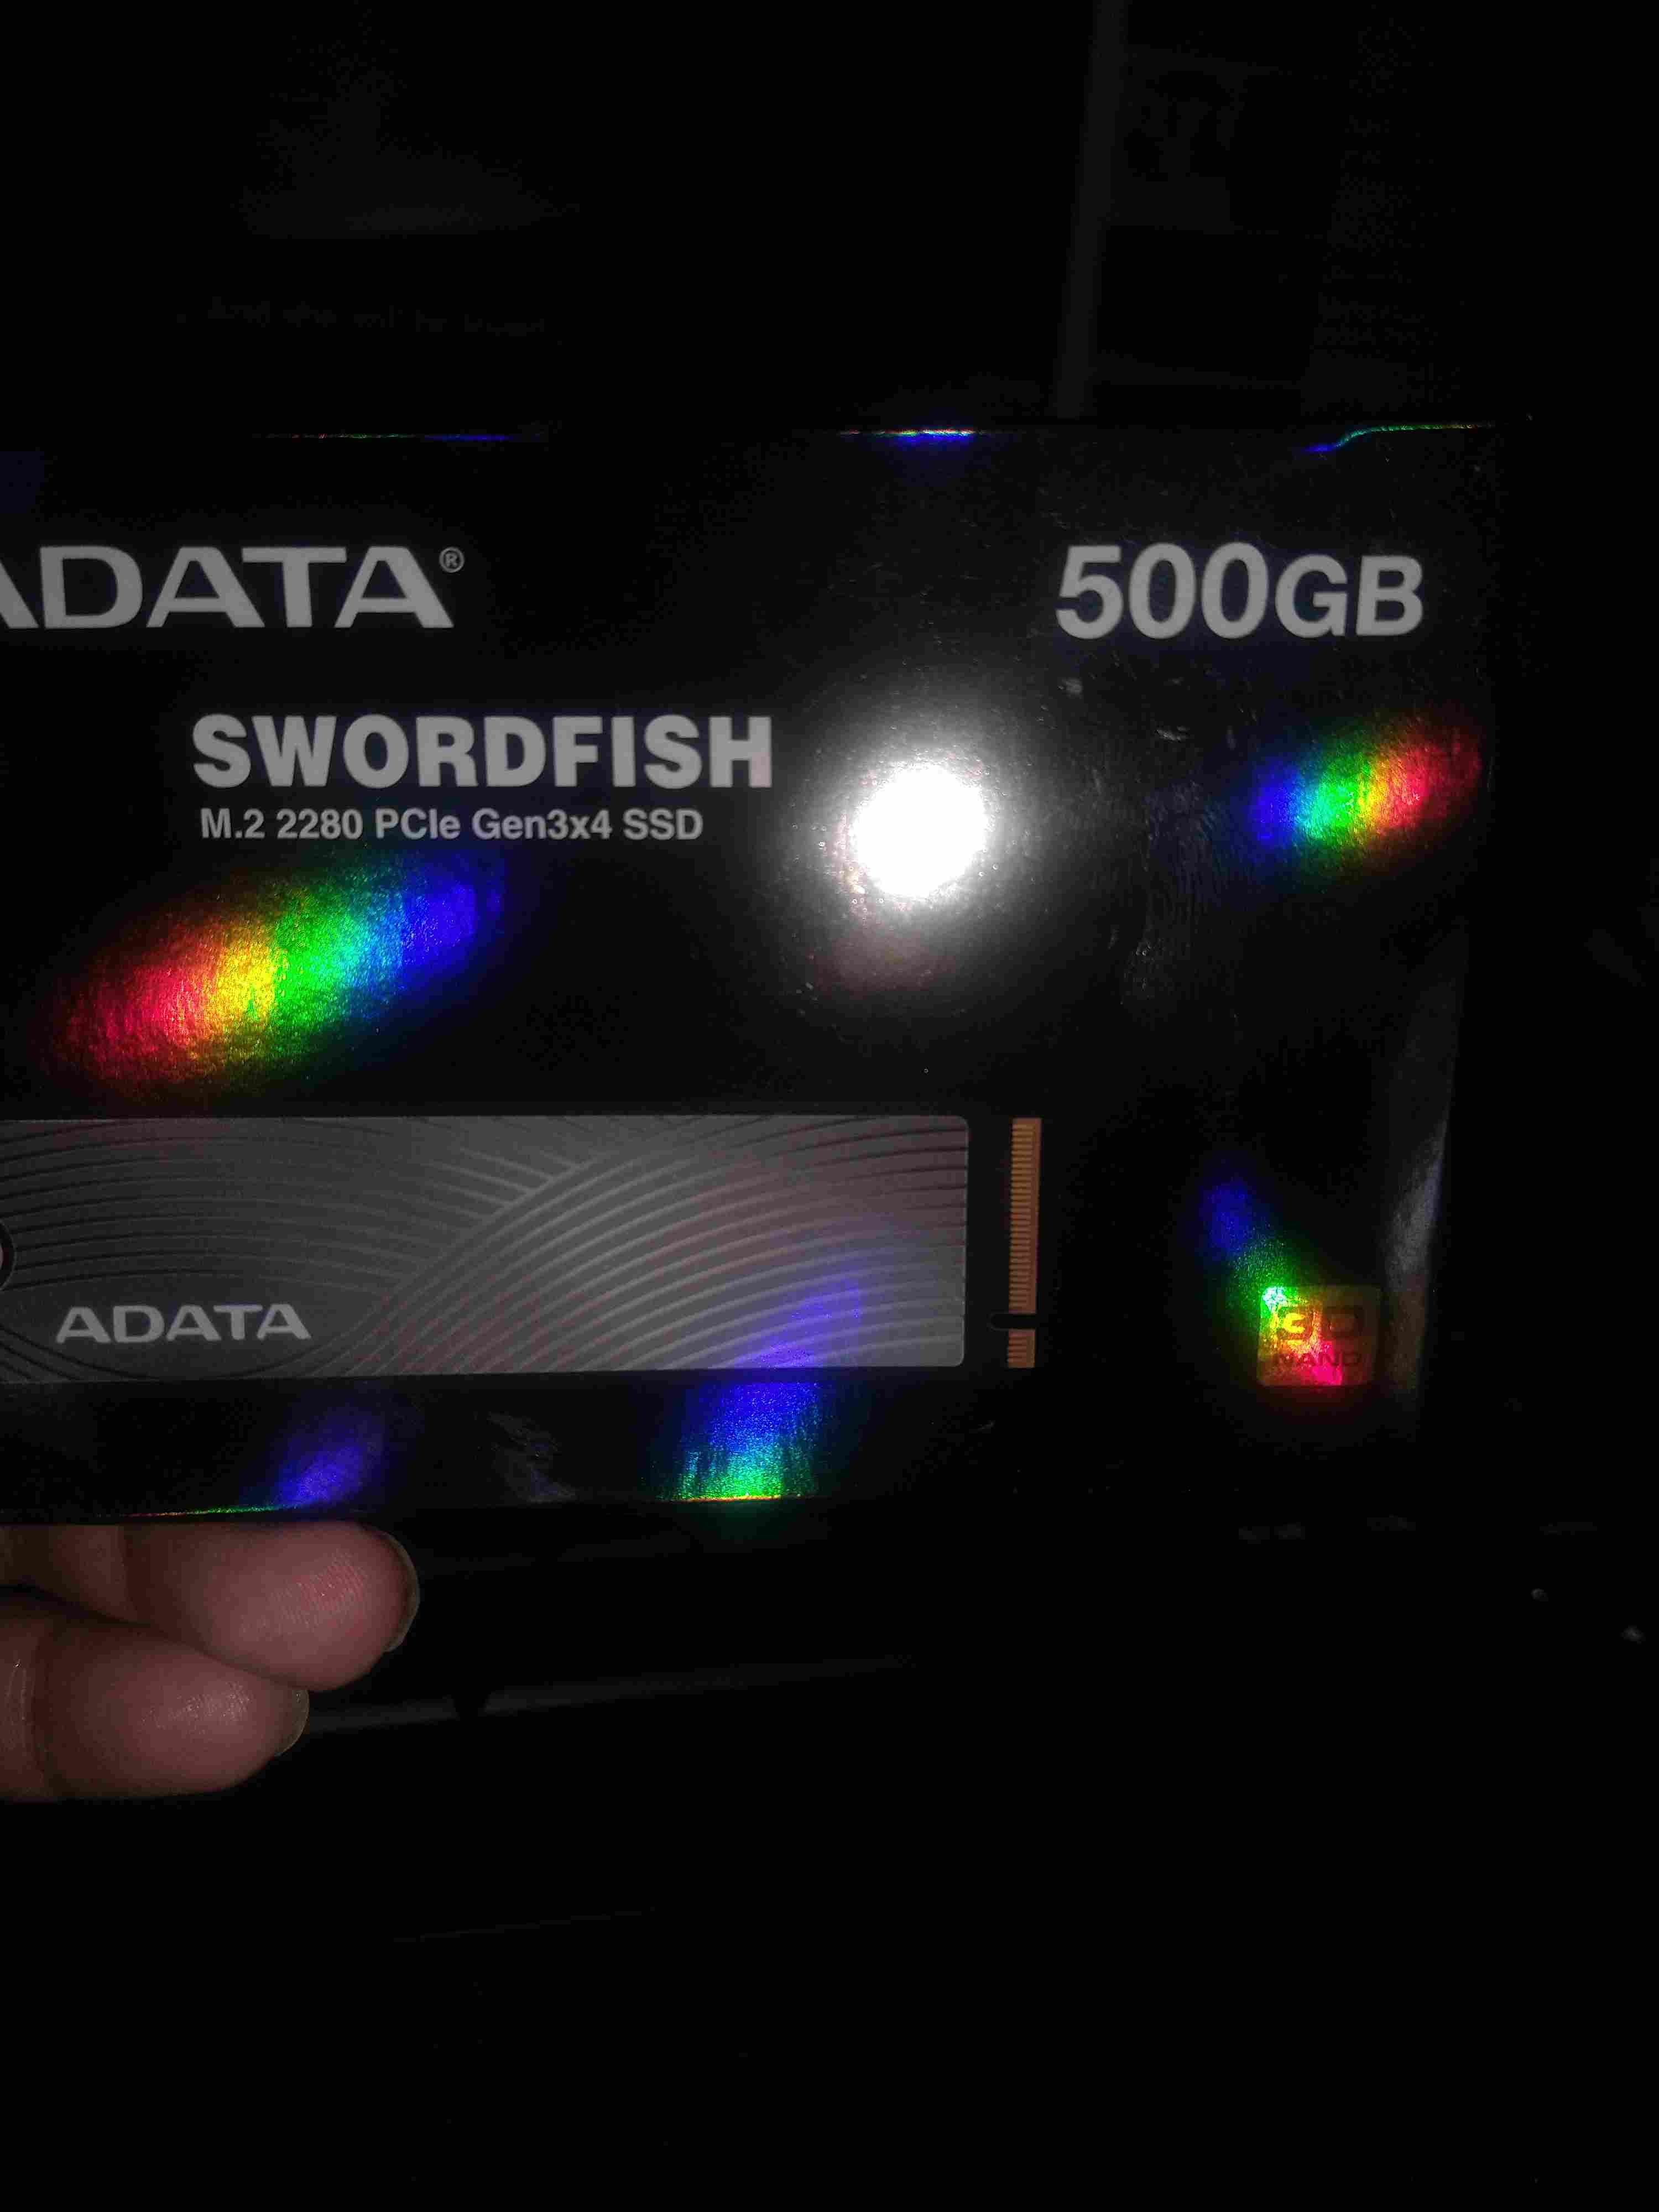 ADATA®
500GB
SWORDFISH
M.2 2280 PCIe Gen3x4 SSD
ADATA
3D
NAND